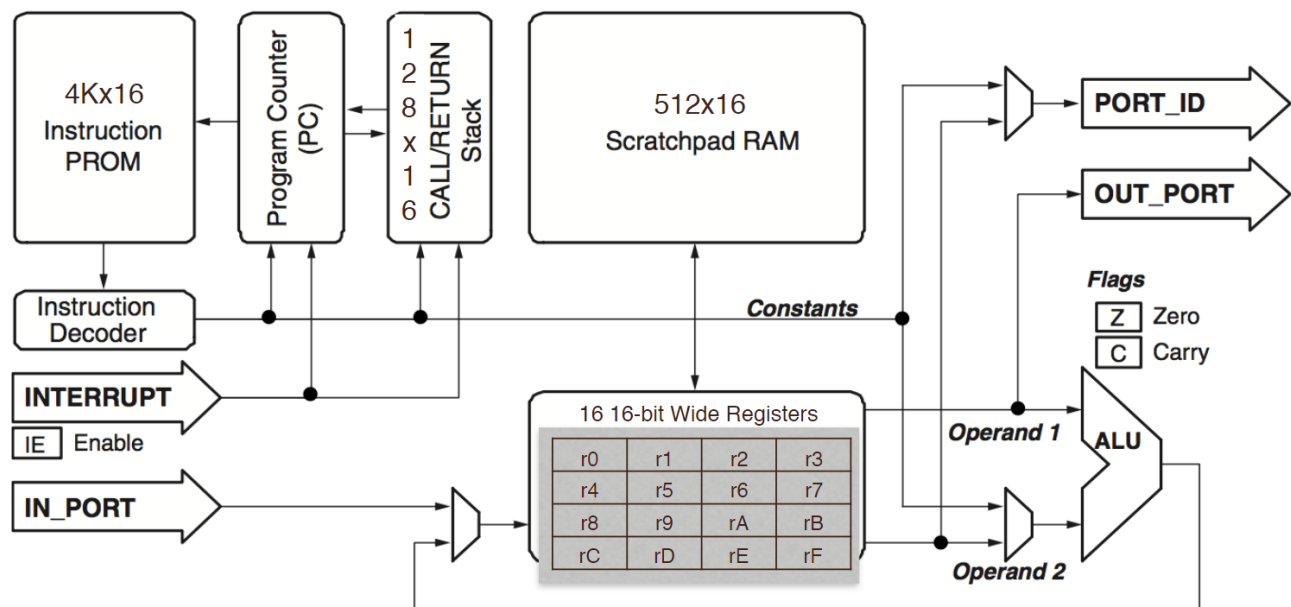 4Kx16
Instruction
PROM
Program Counter
(PC)
1
2
8
x
1
6
CALL/RETURN
Stack
512x16
Scratchpad RAM
PORT_ID
OUT_PORT
Instruction
Decoder
Constants
Flags
Z Zero
C Carry
INTERRUPT
IE Enable
IN_PORT
16 16-bit Wide Registers
r0 r1 r2 r3
r4 r5 r6 r7
r8 r9 rA rB
rC rD rE rF
Operand 1
ALU
Operand 2